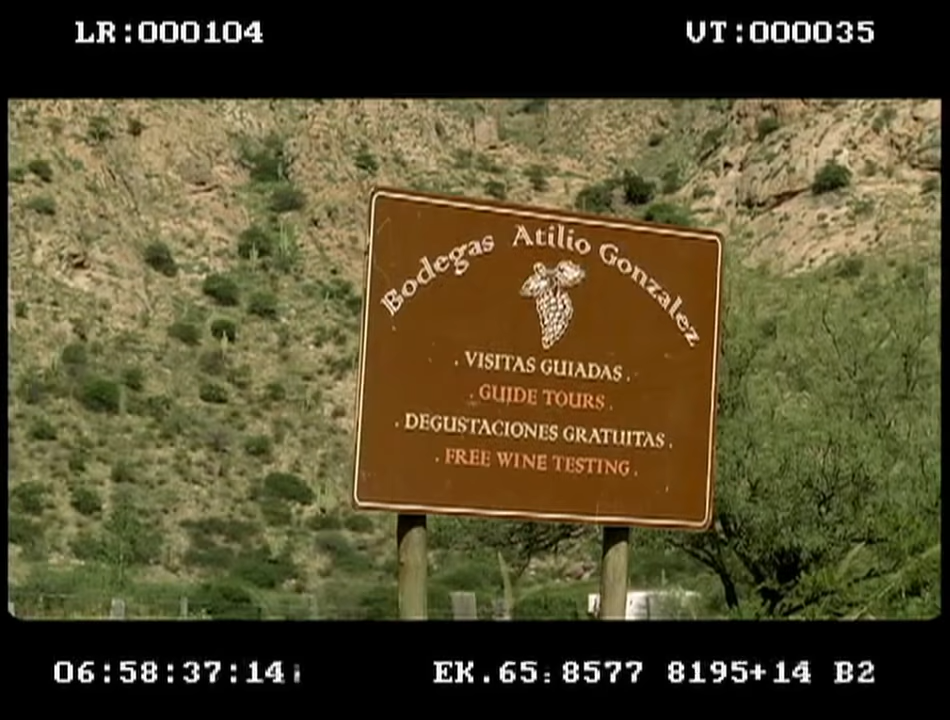 LR:000104 VT:000035
Bodegas Atilio Gonzalez
. VISITAS GUIADAS .
. GUIDE TOURS .
. DEGUSTACIONES GRATUITAS .
. FREE WINE TESTING .
06:58:37:14 EK.65:8577 8195+14 B2